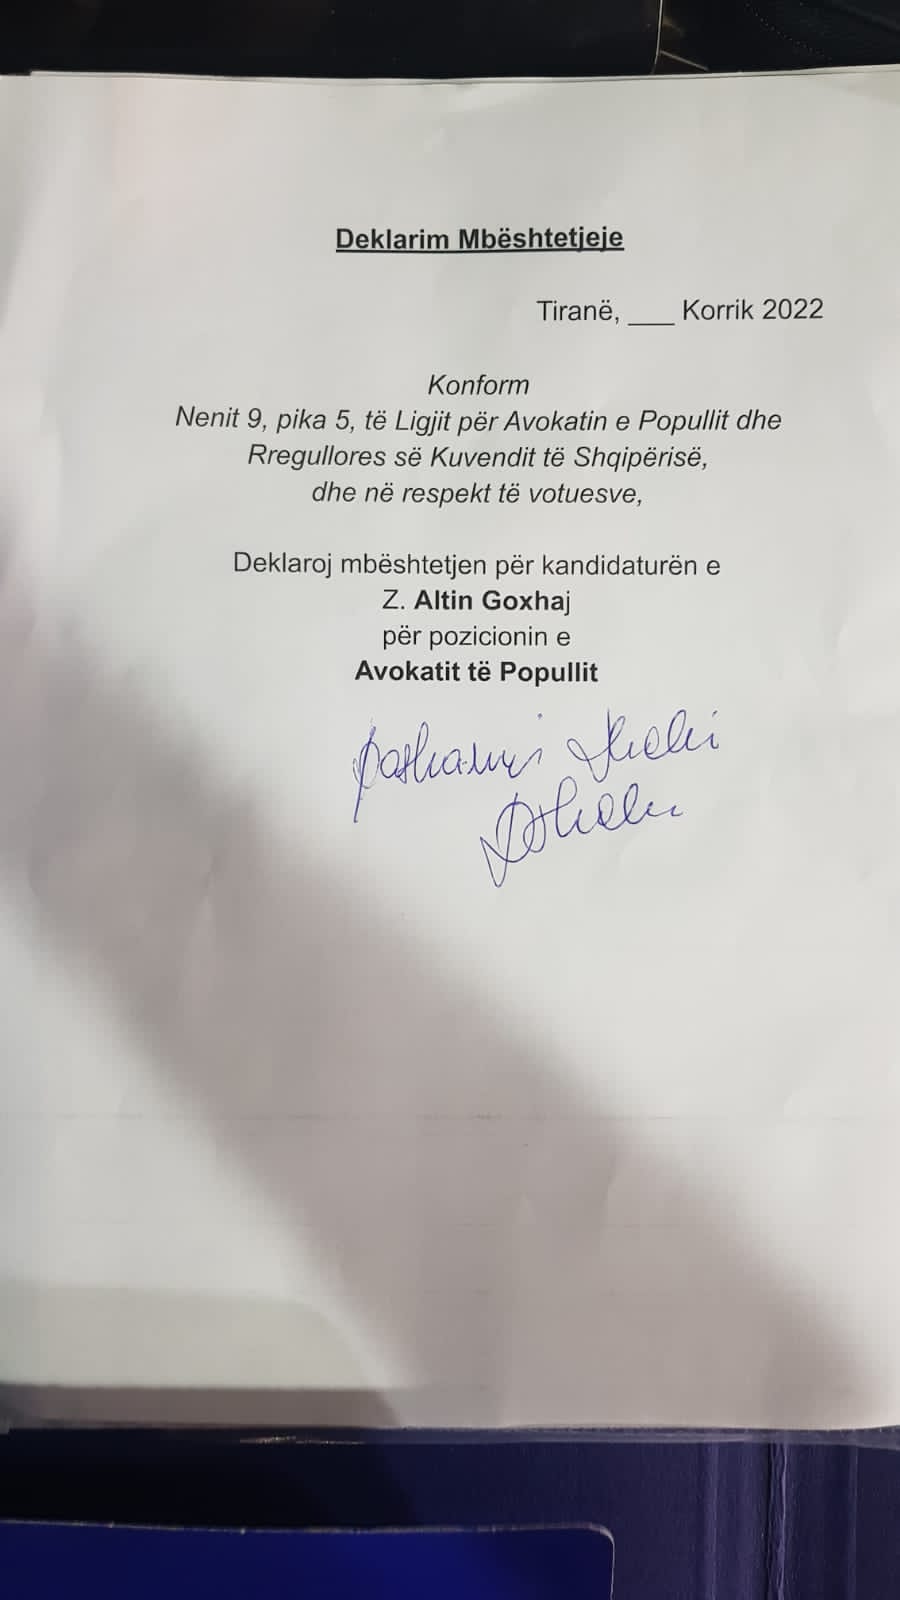 Deklarim Mbështetjeje
Tiranë, ___ Korrik 2022
Konform
Nenit 9, pika 5, të Ligjit për Avokatin e Popullit dhe
Rregullores së Kuvendit të Shqipërisë,
dhe në respekt të votuesve,
Deklaroj mbështetjen për kandidaturën e
Z. Altin Goxhaj
për pozicionin e
Avokatit të Popullit